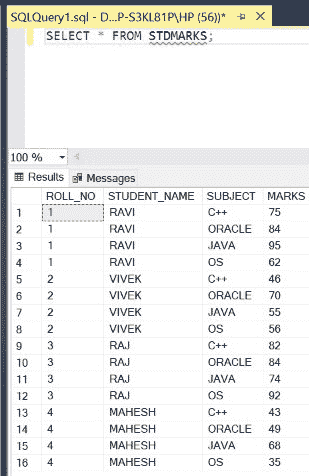 SQLQuery1.sql - D...P-S3KL81P\HP (56))*
SELECT * FROM STDMARKS;
100 %
Results Messages
ROLL_NO STUDENT_NAME SUBJECT MARKS
1 1 RAVI C++ 75
2 1 RAVI ORACLE 84
3 1 RAVI JAVA 95
4 1 RAVI OS 62
5 2 VIVEK C++ 46
6 2 VIVEK ORACLE 70
7 2 VIVEK JAVA 55
8 2 VIVEK OS 56
9 3 RAJ C++ 82
10 3 RAJ ORACLE 84
11 3 RAJ JAVA 74
12 3 RAJ OS 92
13 4 MAHESH C++ 43
14 4 MAHESH ORACLE 49
15 4 MAHESH JAVA 68
16 4 MAHESH OS 35